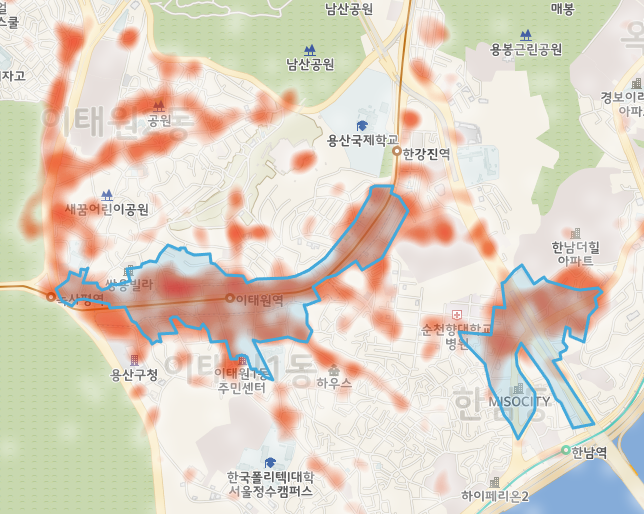 남산공원
매봉
스쿨
남산공원
용봉근린공원
자고
경보이리
아파
이태원2동
공원
용산국제학교
한강진역
새꿈어린이공원
한남더힐
아파트
쌍용빌라
녹사평역
이태원역
순천향대학교
병원
이태원1동
용산구청
이태원1동
주민센터
하우스
MISOCITY
한남동
한남역
한국폴리텍I대학
서울정수캠퍼스
하이페리온2